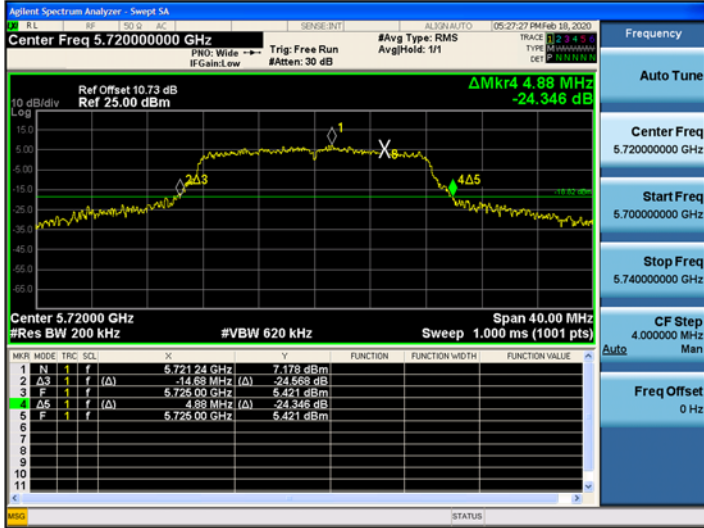 Agilent Spectrum Analyzer - Swept SA
RL RF 50 Ω AC SENSE:INT ALIGN AUTO 05:27:27 PM Feb 18, 2020
Center Freq 5.720000000 GHz
PNO: Wide
IFGain:Low
Trig: Free Run
#Atten: 30 dB
#Avg Type: RMS
Avg|Hold: 1/1
TRACE 1 2 3 4 5 6
TYPE M
DET P N N N N N
Ref Offset 10.73 dB
10 dB/div Ref 25.00 dBm
Log
ΔMkr4 4.88 MHz
-24.346 dB
15.0
5.00
-5.00
-15.0
-25.0
-35.0
-45.0
-55.0
-65.0
1
2Δ3
4Δ5
-18.82 dBm
Center 5.72000 GHz Span 40.00 MHz
#Res BW 200 kHz #VBW 620 kHz Sweep 1.000 ms (1001 pts)
MKR MODE TRC SCL X Y FUNCTION FUNCTION WIDTH FUNCTION VALUE
1 N 1 f 5.721 24 GHz 7.178 dBm
2 Δ3 1 f (Δ) -14.68 MHz (Δ) -24.568 dB
3 F 1 f 5.725 00 GHz 5.421 dBm
4 Δ5 1 f (Δ) 4.88 MHz (Δ) -24.346 dB
5 F 1 f 5.725 00 GHz 5.421 dBm
6
7
8
9
10
11
MSG STATUS
Frequency
Auto Tune
Center Freq
5.720000000 GHz
Start Freq
5.700000000 GHz
Stop Freq
5.740000000 GHz
CF Step
4.000000 MHz
Auto Man
Freq Offset
0 Hz